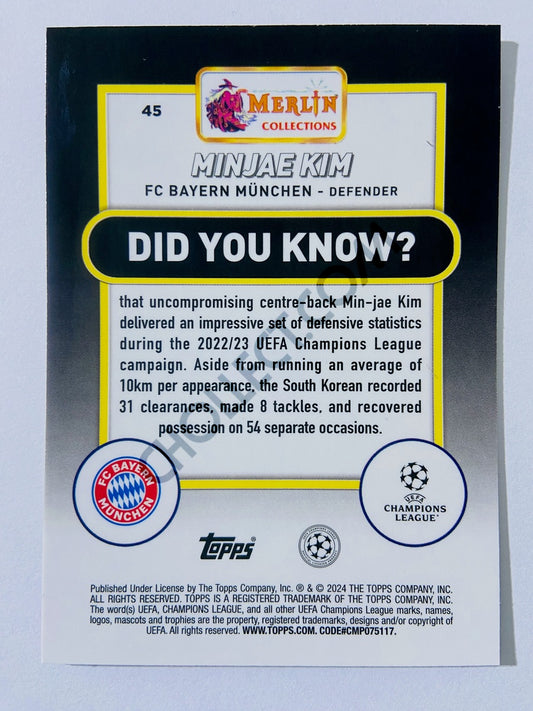 45
MERLIN
COLLECTIONS
MINJAE KIM
FC BAYERN MÜNCHEN - DEFENDER
DID YOU KNOW?
that uncompromising centre-back Min-jae Kim
delivered an impressive set of defensive statistics
during the 2022/23 UEFA Champions League
campaign. Aside from running an average of
10km per appearance, the South Korean recorded
31 clearances, made 8 tackles, and recovered
possession on 54 separate occasions.
CHOLLECT.COM
FC BAYERN
MÜNCHEN
UEFA
CHAMPIONS
LEAGUE
topps
Published Under License by The Topps Company, Inc. ® & © 2024 THE TOPPS COMPANY, INC.
ALL RIGHTS RESERVED. TOPPS IS A REGISTERED TRADEMARK OF THE TOPPS COMPANY, INC.
The word(s) UEFA, CHAMPIONS LEAGUE, and all other UEFA Champions League marks, names,
logos, mascots and trophies are the property, registered trademarks, designs and/or copyright of
UEFA. All rights reserved. WWW.TOPPS.COM. CODE#CMP075117.